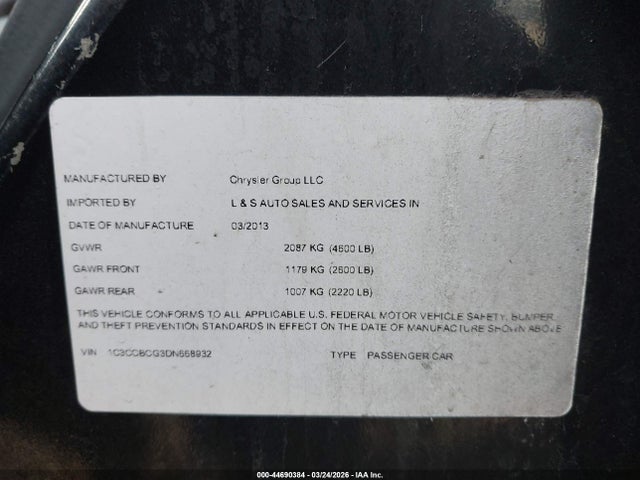 MANUFACTURED BY Chrysler Group LLC
IMPORTED BY L & S AUTO SALES AND SERVICES IN
DATE OF MANUFACTURE 03/2013
GVWR 2087 KG (4600 LB)
GAWR FRONT 1179 KG (2600 LB)
GAWR REAR 1007 KG (2220 LB)
THIS VEHICLE CONFORMS TO ALL APPLICABLE U.S. FEDERAL MOTOR VEHICLE SAFETY, BUMPER,
AND THEFT PREVENTION STANDARDS IN EFFECT ON THE DATE OF MANUFACTURE SHOWN ABOVE
VIN 1C3CCBCG3DN668932 TYPE PASSENGER CAR
000-44690384 - 03/24/2026 - IAA Inc.